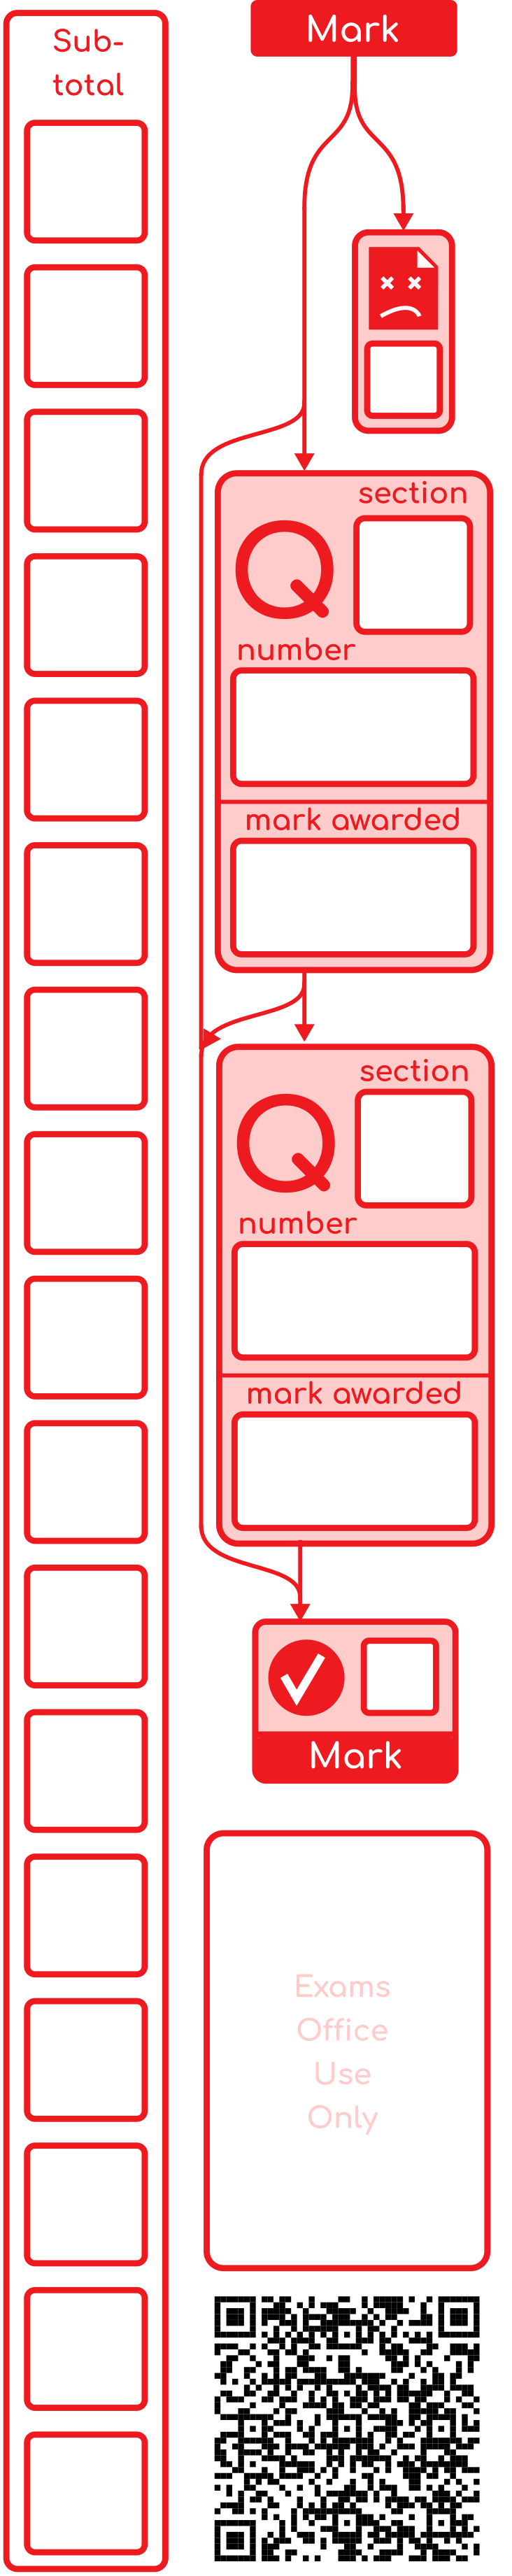 Sub-
total
Mark
section
Q
number
mark awarded
section
Q
number
mark awarded
Mark
Exams
Office
Use
Only